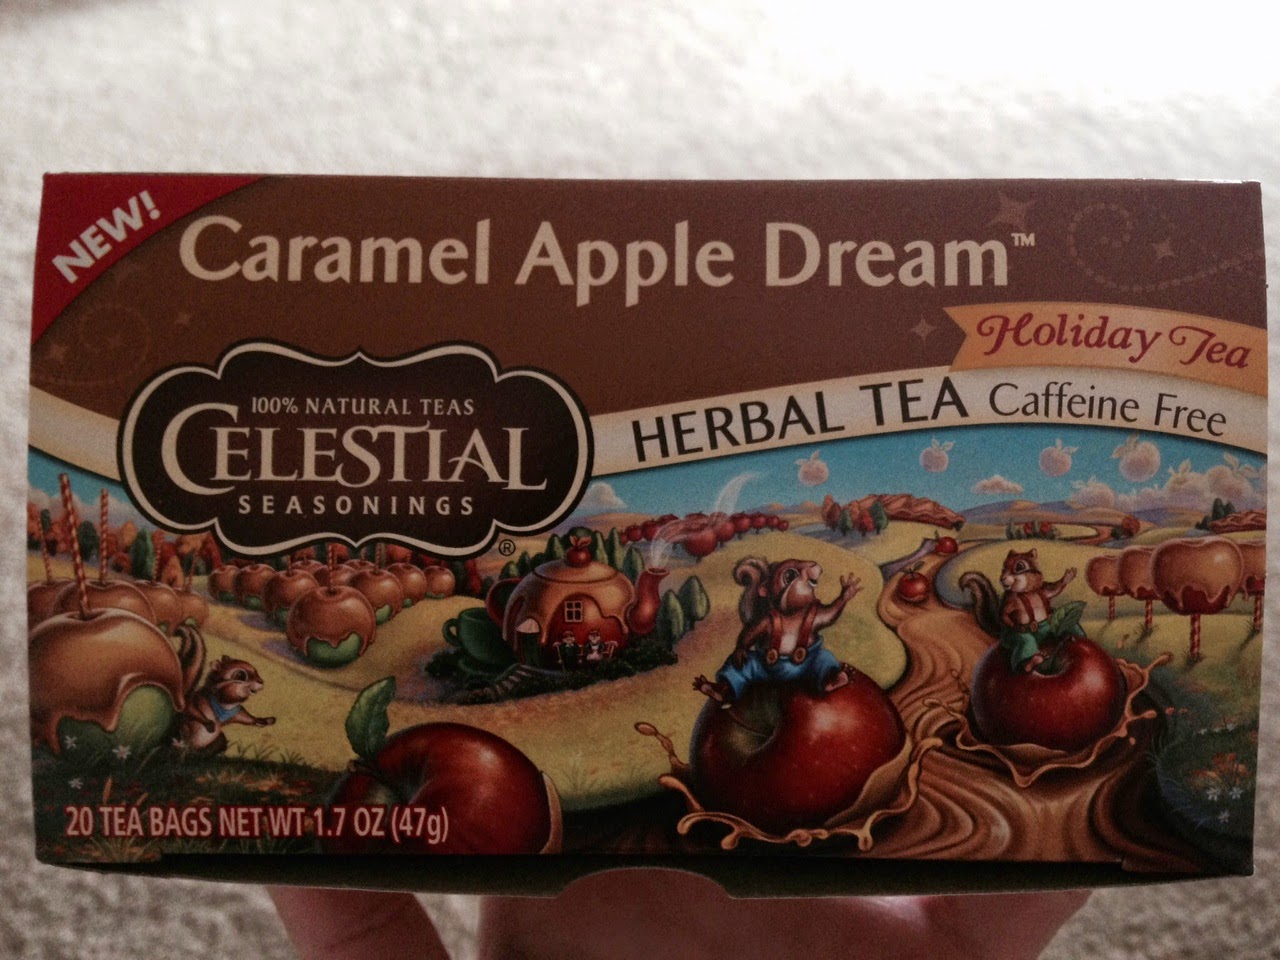 NEW!
Caramel Apple Dream™
Holiday Tea
HERBAL TEA Caffeine Free
100% NATURAL TEAS
CELESTIAL
SEASONINGS
®
20 TEA BAGS NET WT 1.7 OZ (47g)